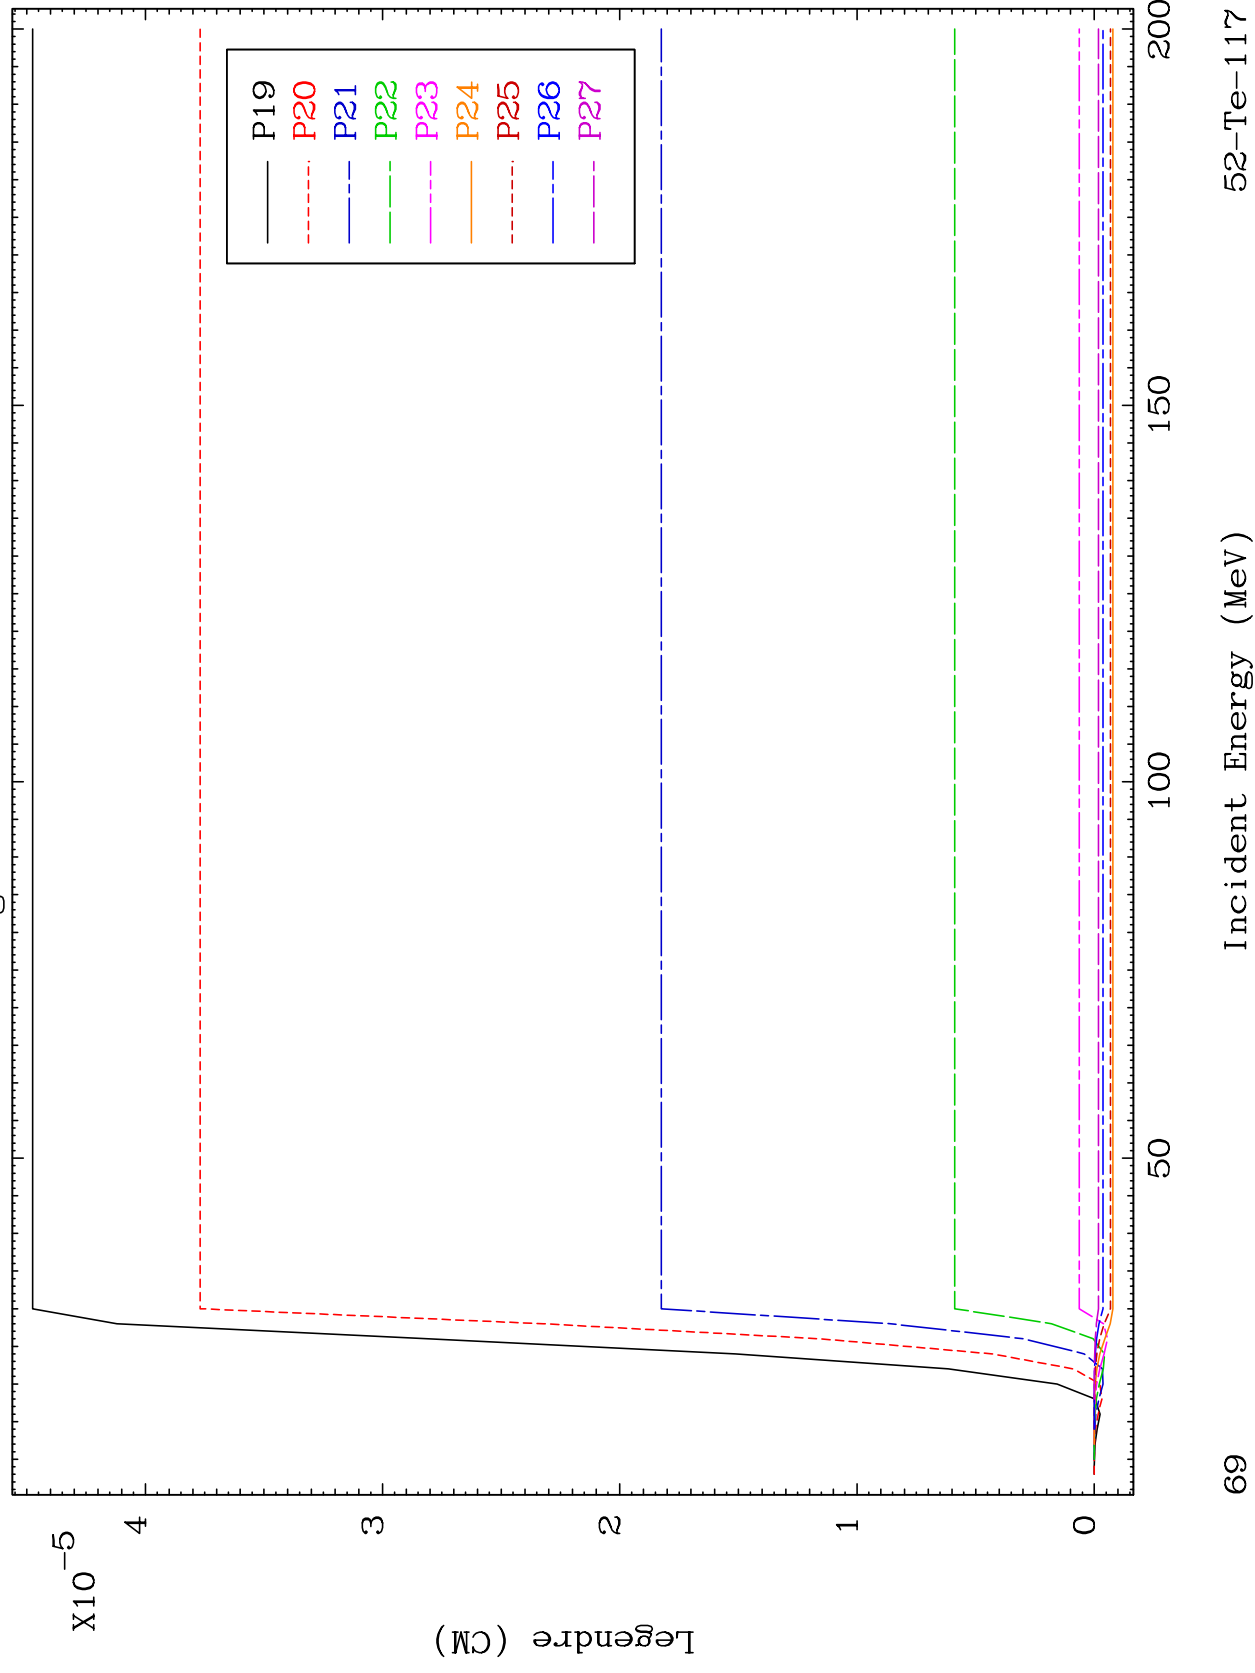 X10-5
4
3
2
1
0
Legendre (CM)
P19
P20
P21
P22
P23
P24
P25
P26
P27
50
100
150
200
69
Incident Energy (MeV)
52-Te-117